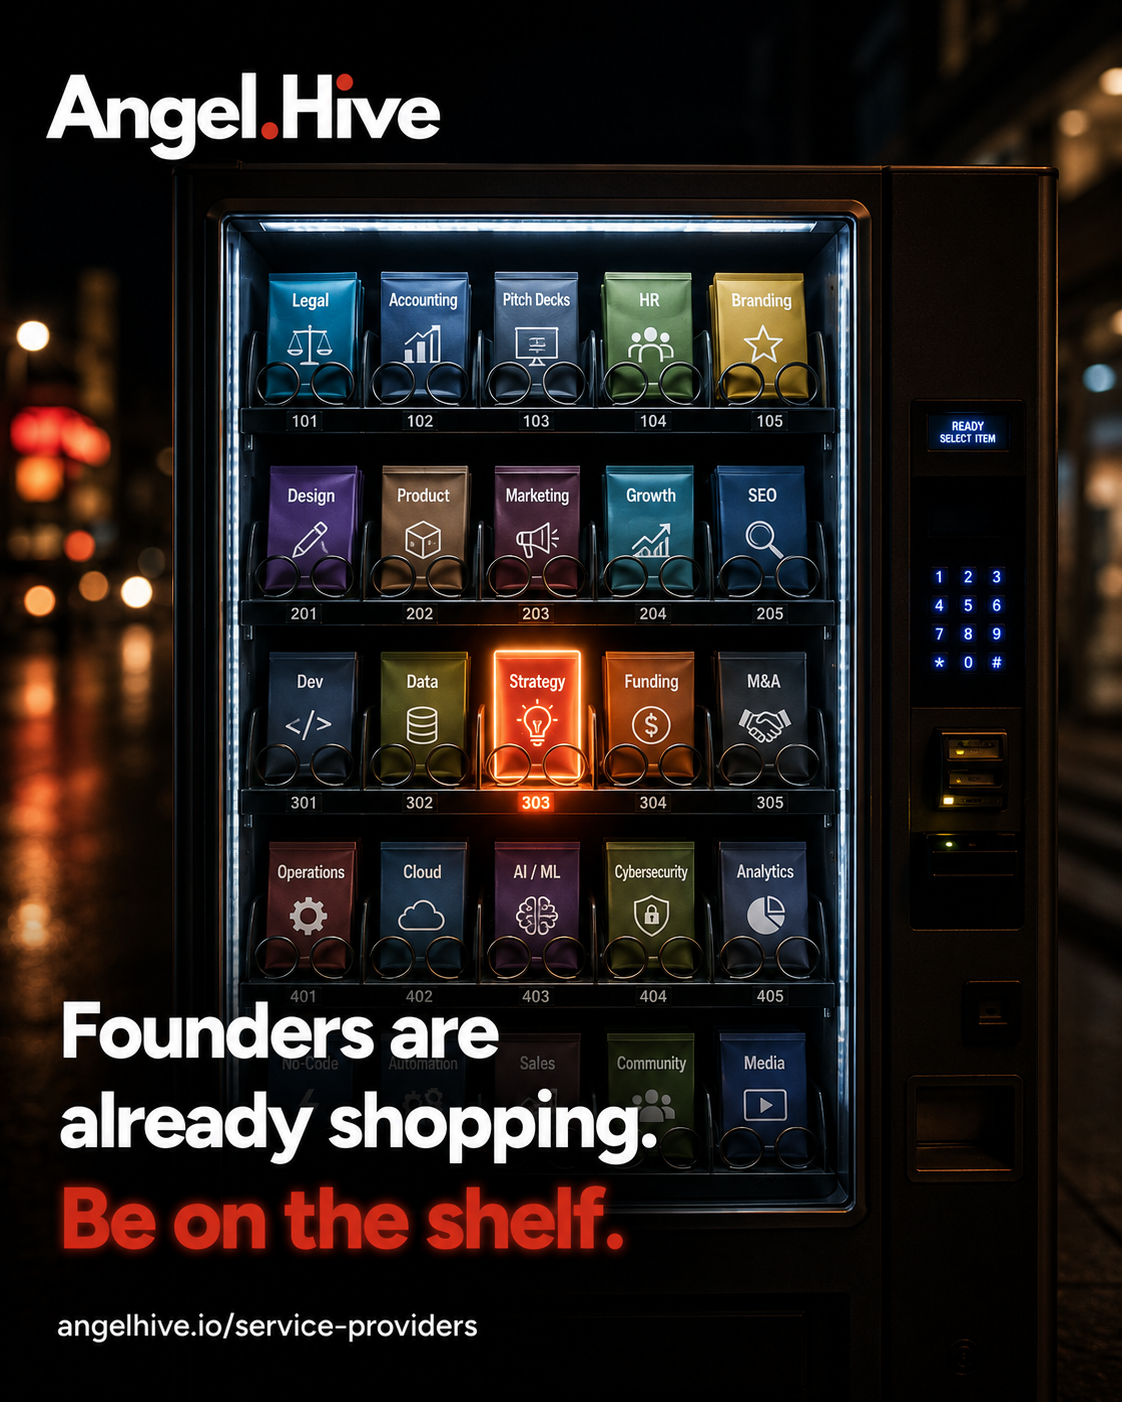 Angel.Hive
Legal
Accounting
Pitch Decks
HR
Branding
101
102
103
104
105
READY
SELECT ITEM
Design
Product
Marketing
Growth
SEO
201
202
203
204
205
1 2 3
4 5 6
7 8 9
* 0 #
Dev
</>
Data
Strategy
Funding
$
M&A
301
302
303
304
305
Operations
Cloud
AI / ML
Cybersecurity
Analytics
401
402
403
404
405
No-Code
Automation
Sales
Community
Media
Founders are
already shopping.
Be on the shelf.
angelhive.io/service-providers